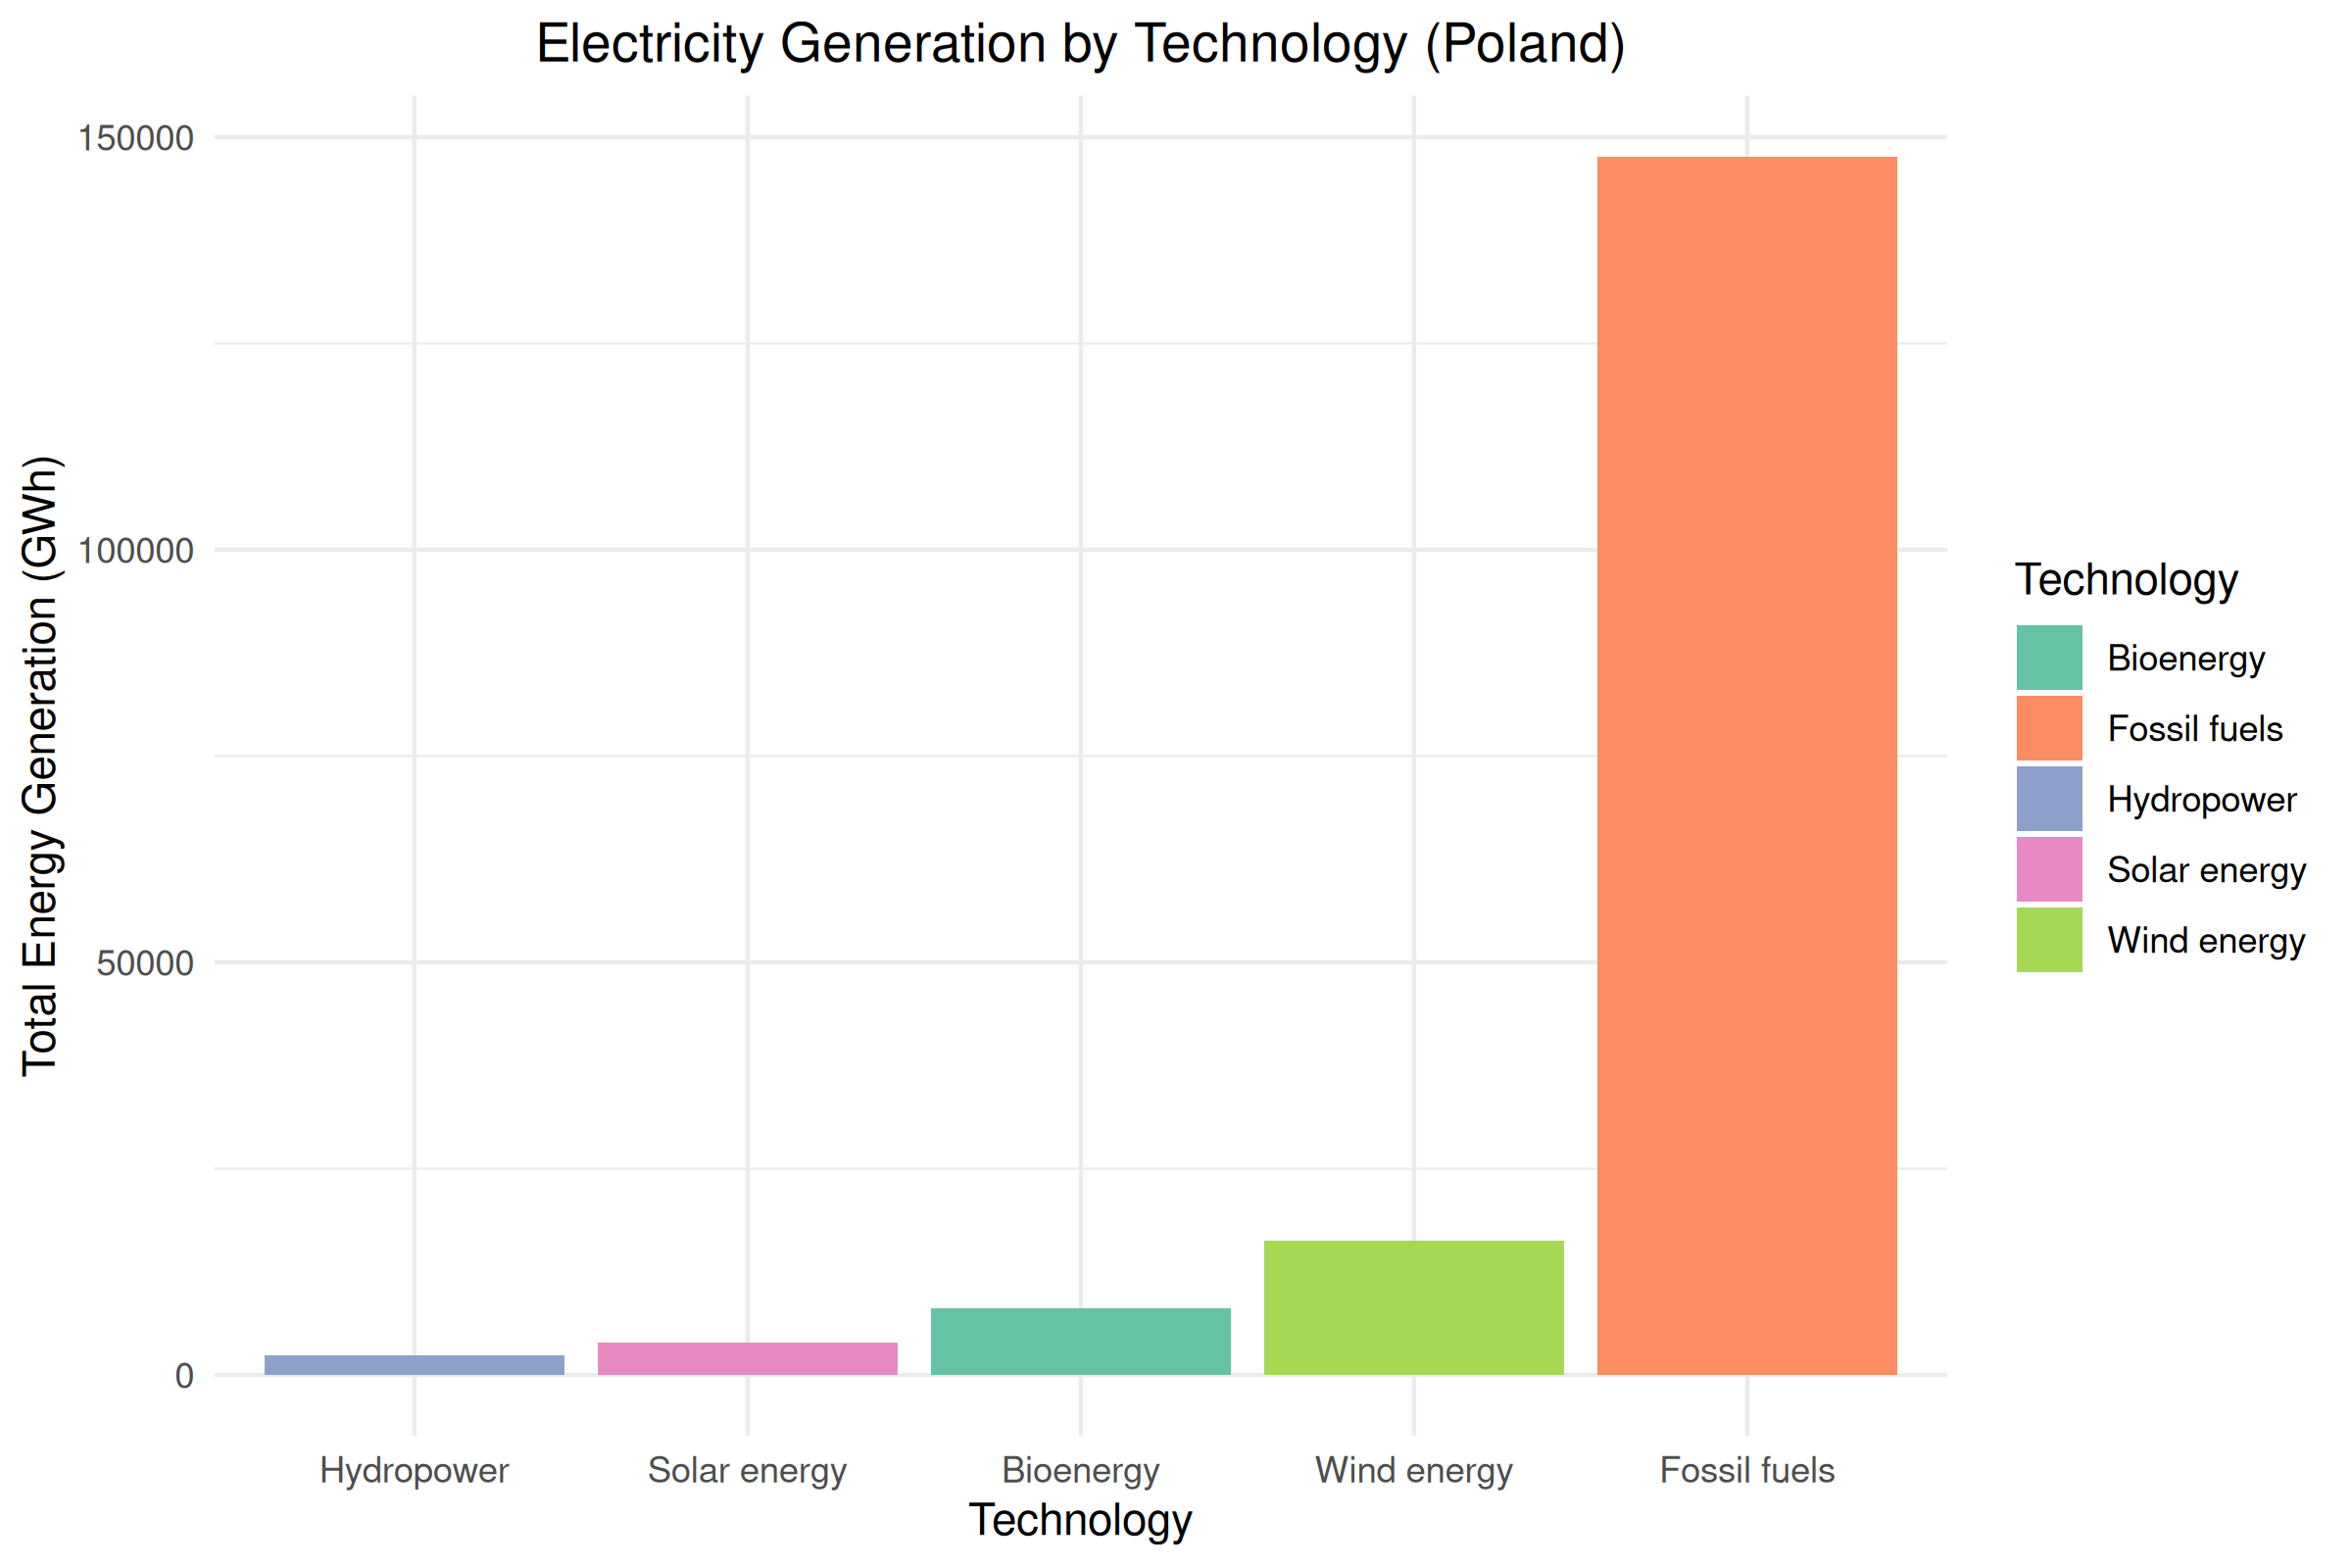 Electricity Generation by Technology (Poland)
Total Energy Generation (GWh)
150000
100000
50000
0
Hydropower
Solar energy
Bioenergy
Wind energy
Fossil fuels
Technology
Technology
Bioenergy
Fossil fuels
Hydropower
Solar energy
Wind energy